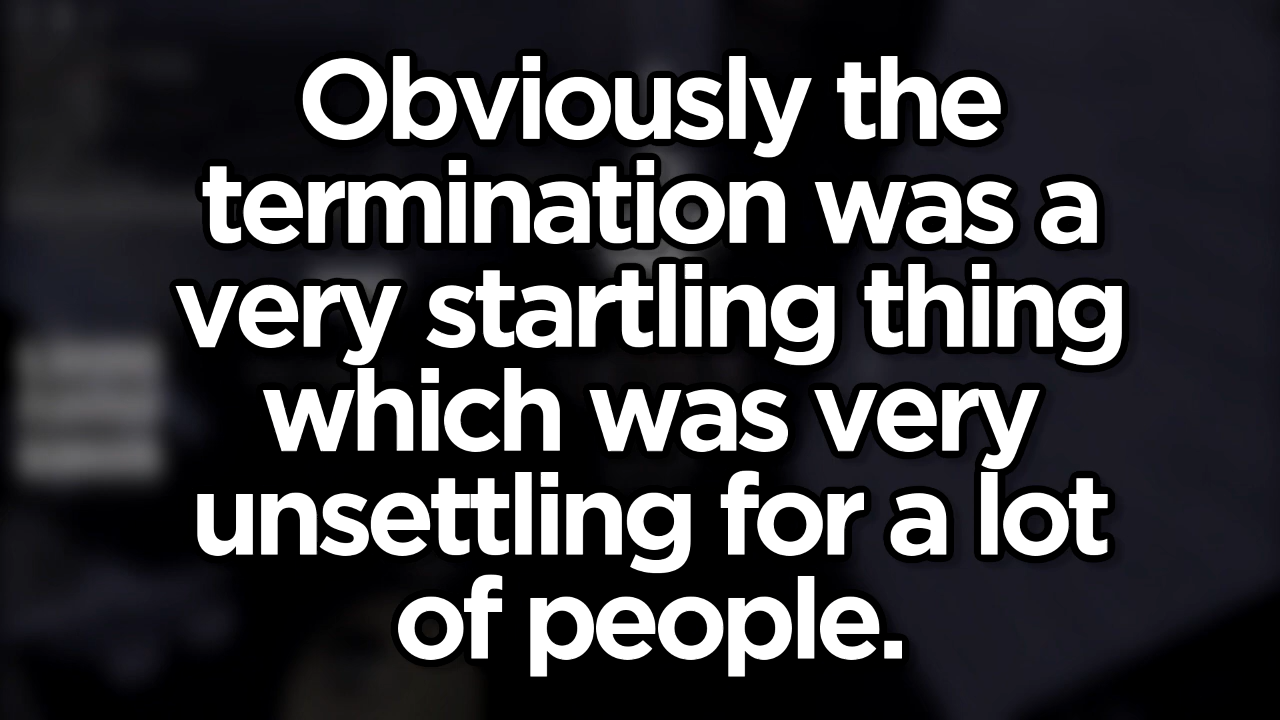 Obviously the
termination was a
very startling thing
which was very
unsettling for a lot
of people.